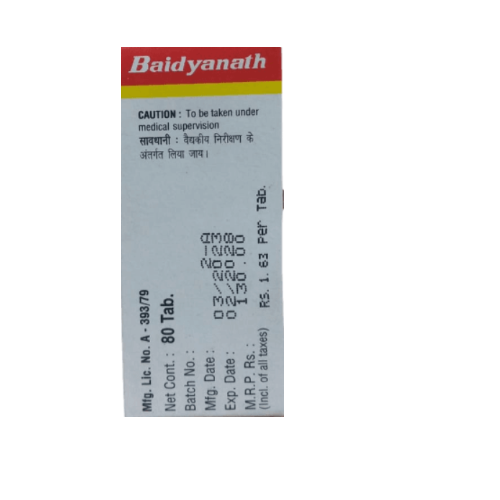 Baidyanath
CAUTION : To be taken under
medical supervision
सावधानी : वैद्यकीय निरीक्षण के
अंतर्गत लिया जाय।
Mfg. Lic. No. A - 393/79
Net Cont. : 80 Tab.
Batch No. : 2-A
Mfg. Date : 03/2023
Exp. Date : 02/2028
M.R.P. Rs. : 130.00
(Incl. of all taxes) Rs. 1. 63 Per Tab.